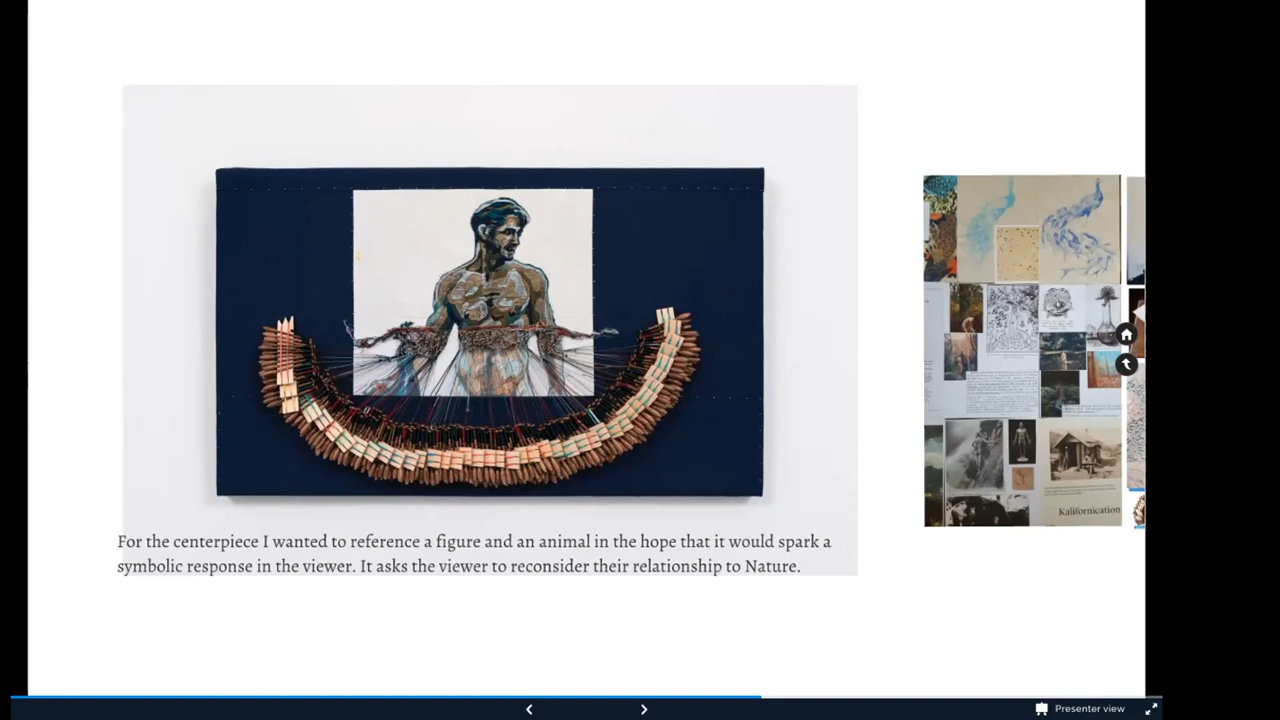 For the centerpiece I wanted to reference a figure and an animal in the hope that it would spark a
symbolic response in the viewer. It asks the viewer to reconsider their relationship to Nature.
Kalifornication
Presenter view